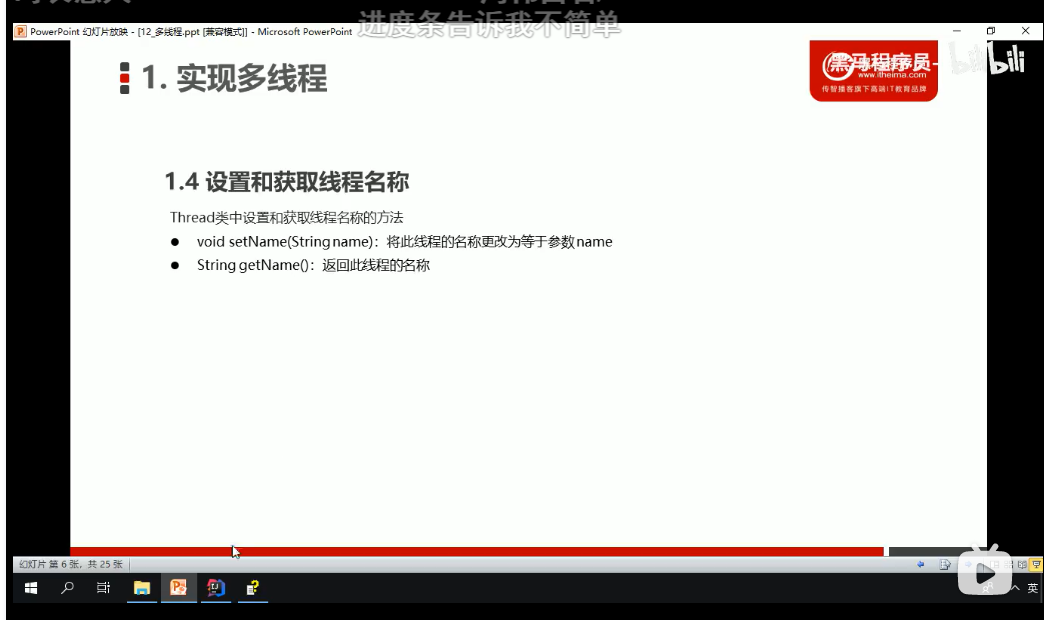 进度条告诉我不简单
PowerPoint 幻灯片放映 - [12_多线程.ppt [兼容模式]] - Microsoft PowerPoint
1. 实现多线程
黑马程序员
www.itheima.com
传智播客旗下高端IT教育品牌
bilibili
1.4 设置和获取线程名称
Thread类中设置和获取线程名称的方法
● void setName(String name)：将此线程的名称更改为等于参数name
● String getName()：返回此线程的名称
幻灯片 第 6 张，共 25 张
英